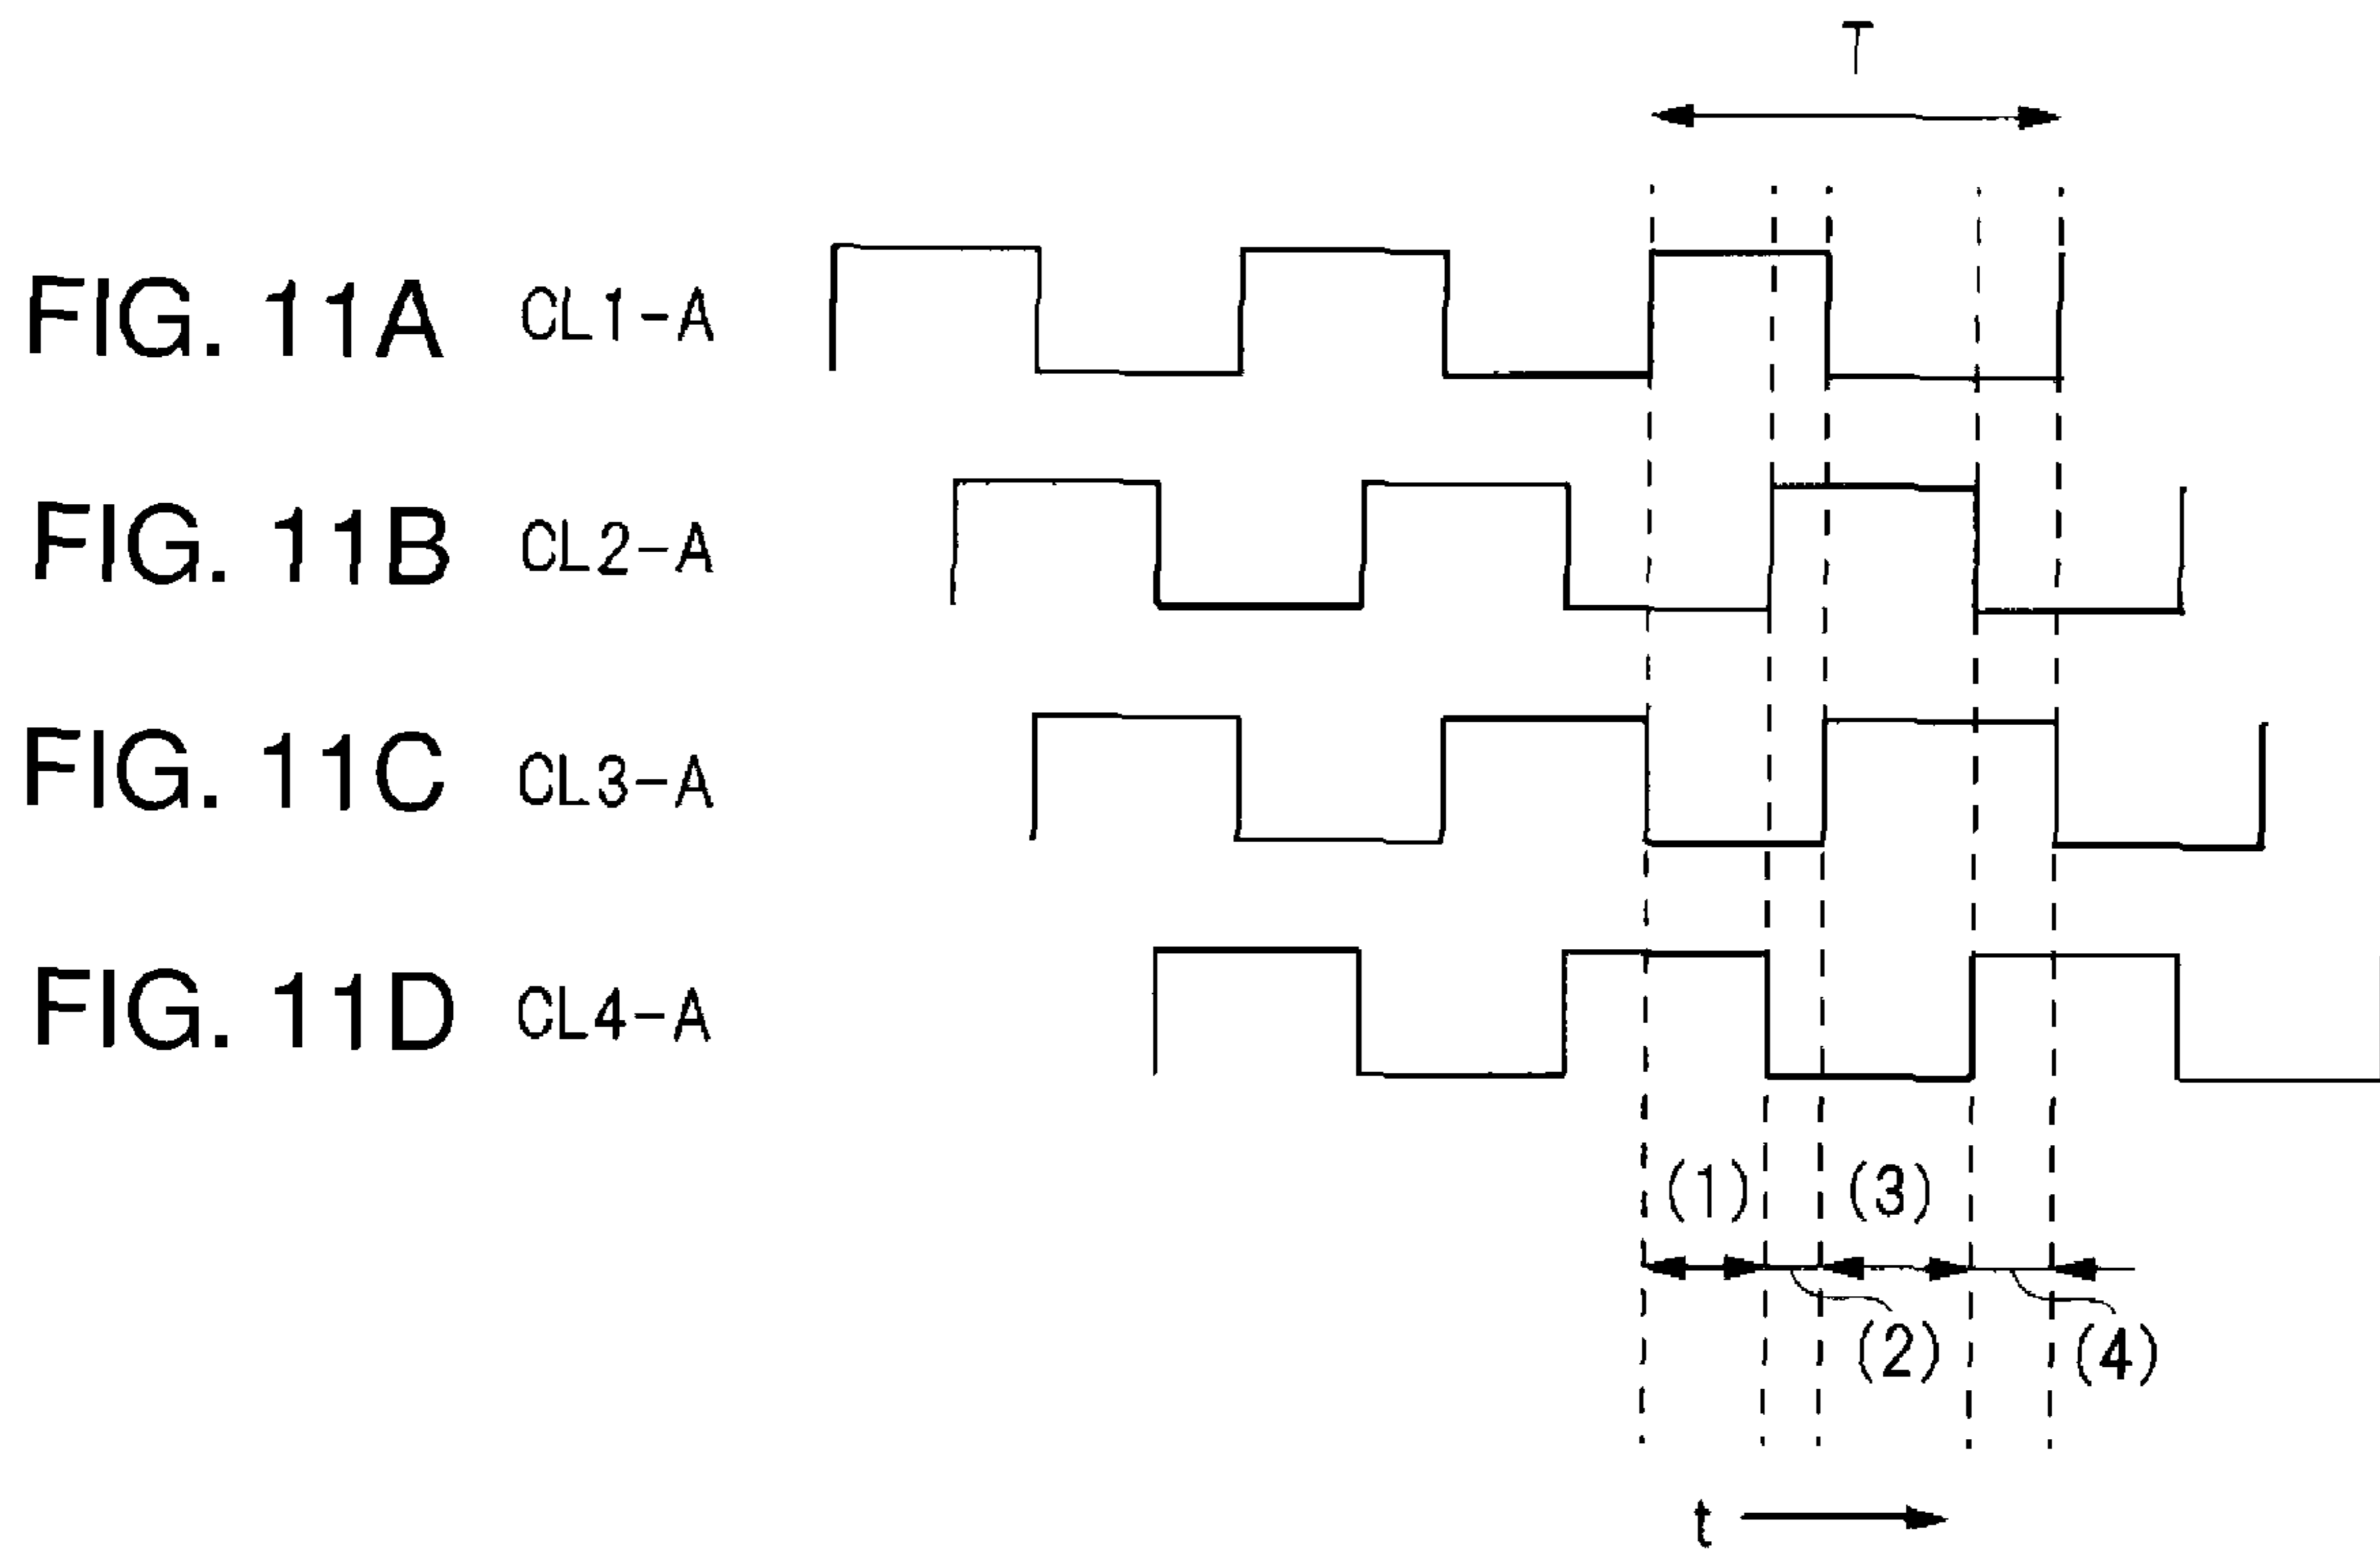 T
FIG. 11A CL1-A
FIG. 11B CL2-A
FIG. 11C CL3-A
FIG. 11D CL4-A
(1) (3)
(2) (4)
t